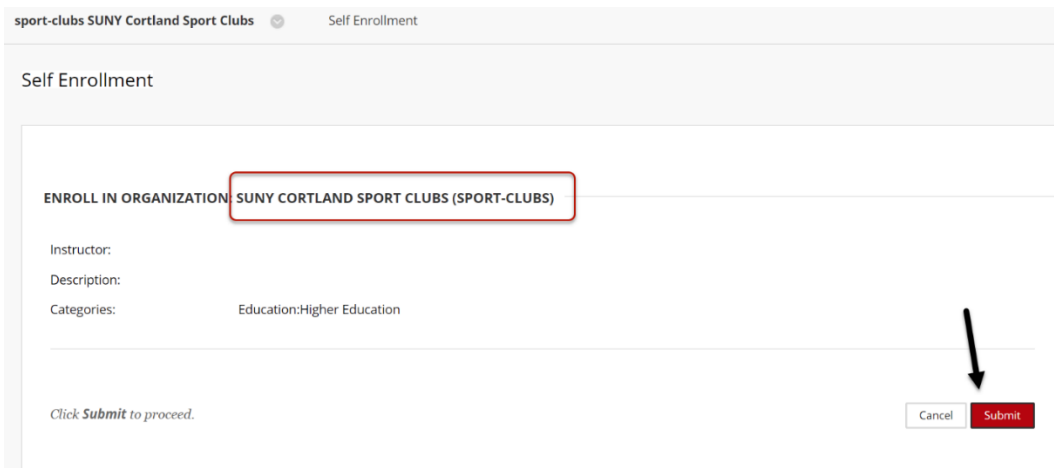 sport-clubs SUNY Cortland Sport Clubs Self Enrollment
Self Enrollment
ENROLL IN ORGANIZATION: SUNY CORTLAND SPORT CLUBS (SPORT-CLUBS)
Instructor:
Description:
Categories: Education:Higher Education
Click Submit to proceed. Cancel Submit